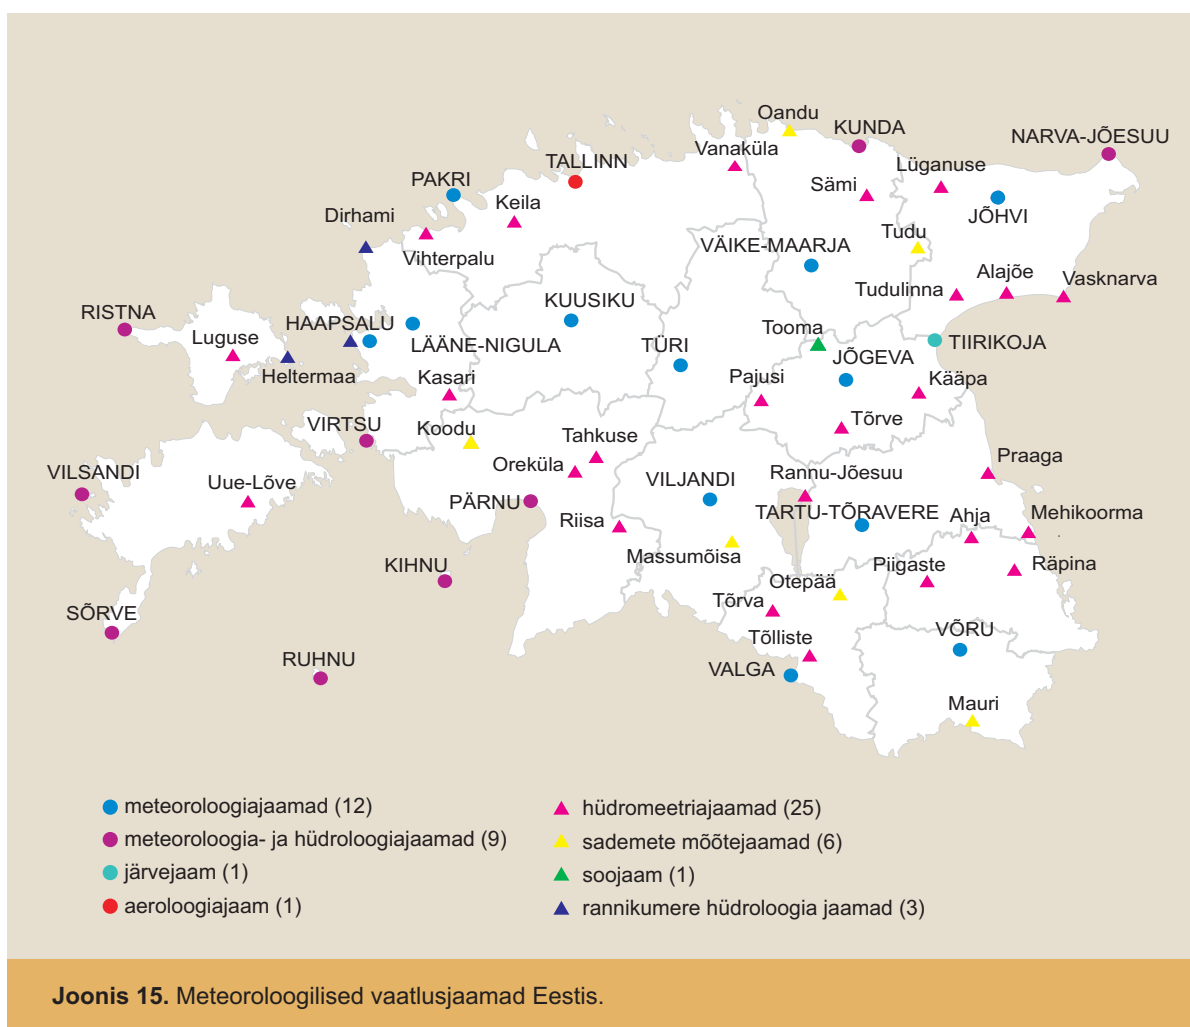 Oandu
KUNDA
NARVA-JÕESUU
Vanaküla
TALLINN
Lüganuse
PAKRI
Sämi
Keila
Dirhami
JÕHVI
Tudu
VÄIKE-MAARJA
Vihterpalu
Alajõe
Vasknarva
Tudulinna
KUUSIKU
RISTNA
HAAPSALU
Tooma
Luguse
LÄÄNE-NIGULA
TÜRI
TIIRIKOJA
JÕGEVA
Heltermaa
Kasari
Pajusi
Kääpa
VIRTSU
Koodu
Tahkuse
Tõrve
Praaga
Oreküla
VILSANDI
Rannu-Jõesuu
Uue-Lõve
VILJANDI
PÄRNU
TARTU-TÕRAVERE
Mehikoorma
Riisa
Ahja
Massumõisa
KIHNU
Piigaste
Räpina
Otepää
Tõrva
SÕRVE
VÕRU
Tõlliste
RUHNU
VALGA
Mauri
meteoroloogiajaamad (12)
meteoroloogia- ja hüdroloogiajaamad (9)
järvejaam (1)
aeroloogiajaam (1)
hüdromeetriajaamad (25)
sademete mõõtejaamad (6)
soojaam (1)
rannikumere hüdroloogia jaamad (3)
Joonis 15. Meteoroloogilised vaatlusjaamad Eestis.